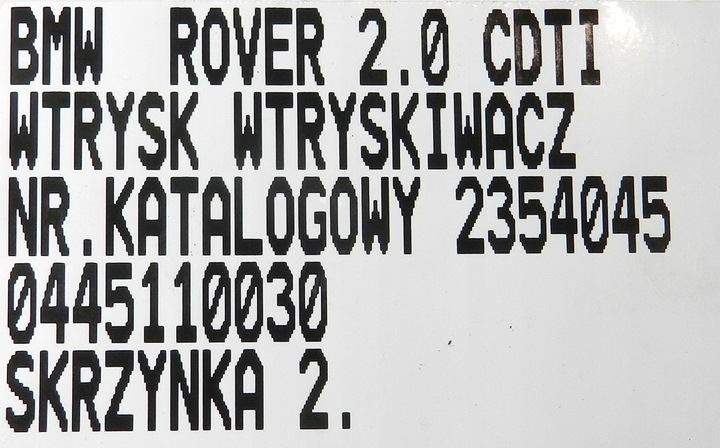 BMW ROVER 2.0 CDTI
WTRYSK WTRYSKIWACZ
NR.KATALOGOWY 2354045
0445110030
SKRZYNKA 2.